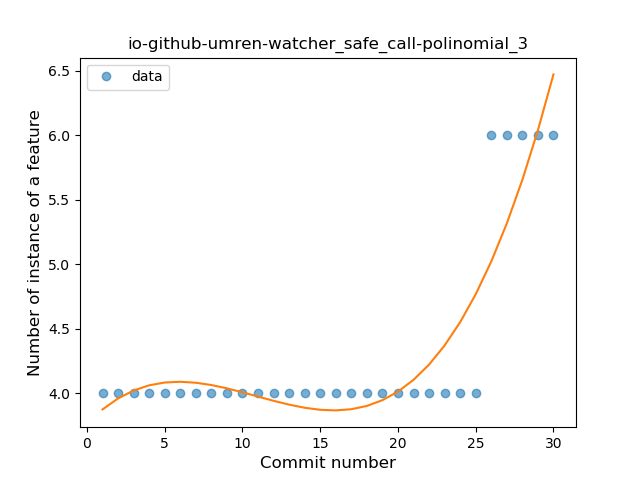 io-github-umren-watcher_safe_call-polinomial_3
data
Number of instance of a feature
6.5
6.0
5.5
5.0
4.5
4.0
0 5 10 15 20 25 30
Commit number